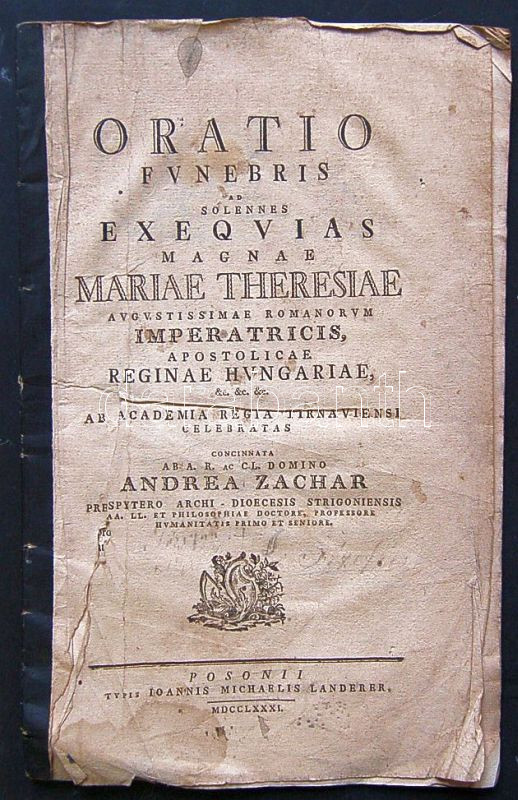 ORATIO
FVNEBRIS
AD
SOLENNES
EXEQVIAS
MAGNAE
MARIAE THERESIAE
AVGVSTISSIMAE ROMANORVM
IMPERATRICIS,
APOSTOLICAE
REGINAE HVNGARIAE,
&c. &c. &c.
AB ACADEMIA REGIA TIRNAVIENSI
CELEBRATAS
CONCINNATA
AB A. R. AC CL. DOMINO
ANDREA ZACHAR
PRESPYTERO ARCHI - DIOECESIS STRIGONIENSIS
AA. LL. ET PHILOSOPHIAE DOCTORE, PROFESSORE
HVMANITATIS PRIMO ET SENIORE.
POSONII
TYPIS IOANNIS MICHAELIS LANDERER,
MDCCLXXXI.